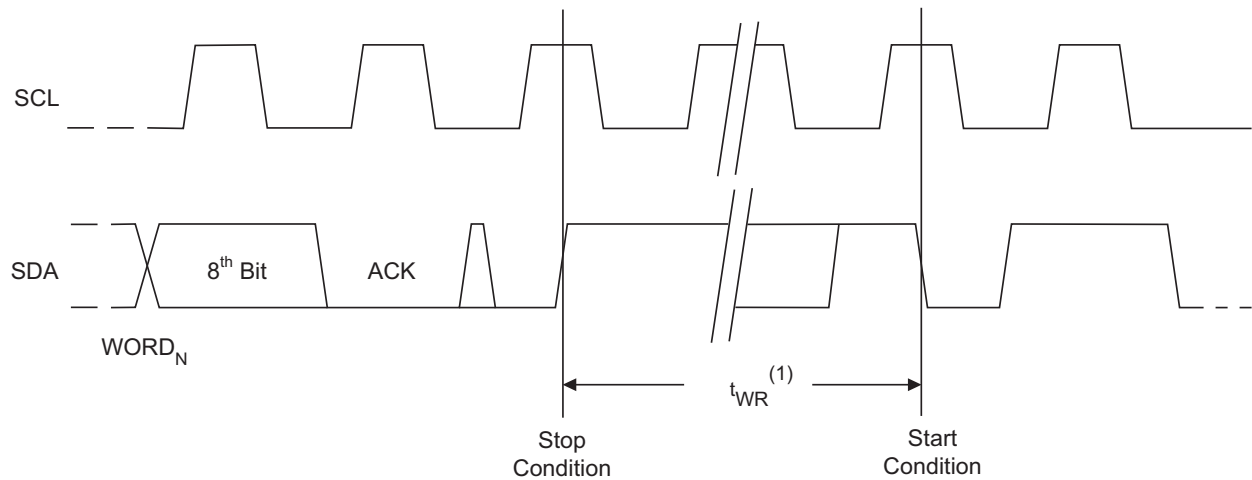 SCL
SDA
8th Bit
ACK
WORDN
tWR(1)
Stop
Condition
Start
Condition